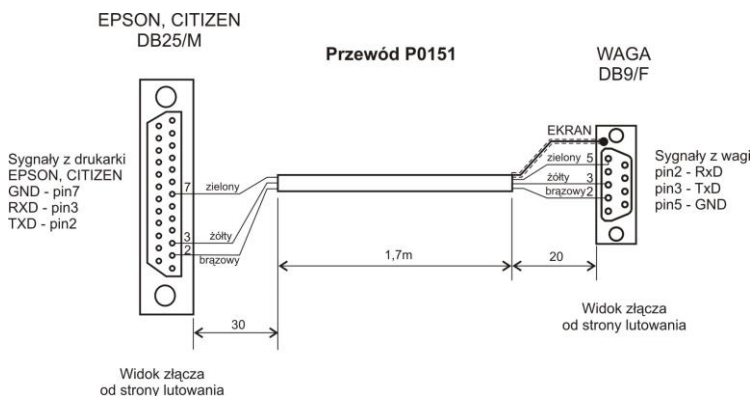 EPSON, CITIZEN
DB25/M
Przewód P0151
WAGA
DB9/F
EKRAN
Sygnały z drukarki
EPSON, CITIZEN
GND - pin7
RXD - pin3
TXD - pin2
7
zielony
3
żółty
2
brązowy
zielony 5
żółty 3
brązowy 2
Sygnały z wagi
pin2 - RxD
pin3 - TxD
pin5 - GND
1,7m
20
30
Widok złącza
od strony lutowania
Widok złącza
od strony lutowania